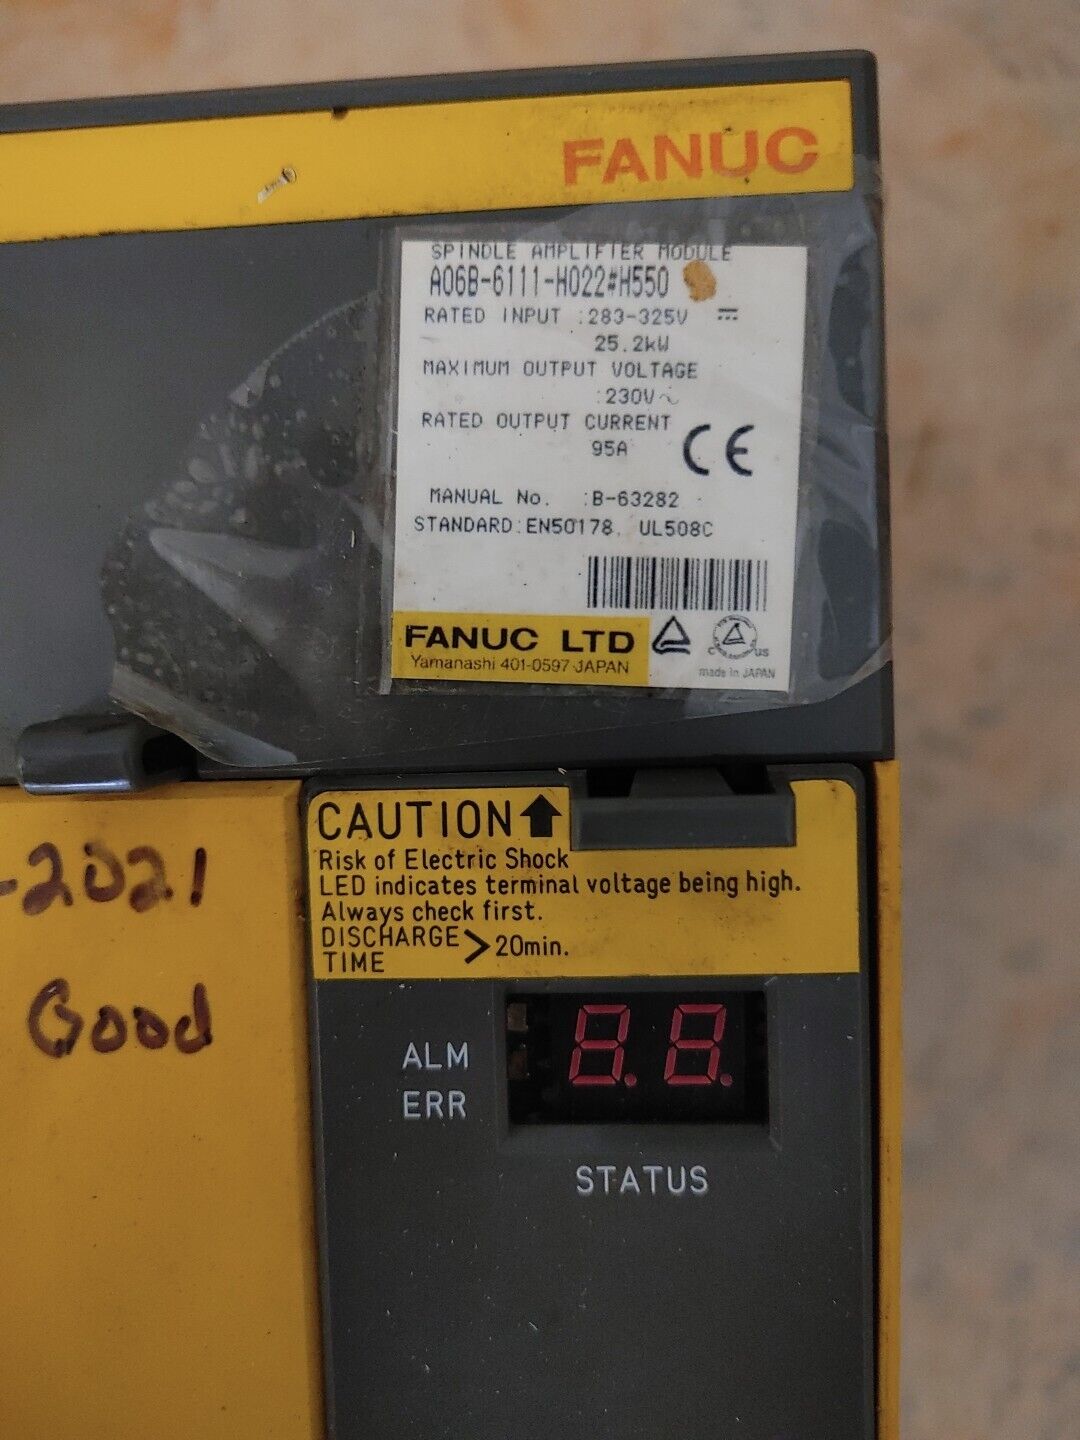 FANUC
SPINDLE AMPLIFIER MODULE
A06B-6111-H022#H550
RATED INPUT :283-325V ⎓
25.2kW
MAXIMUM OUTPUT VOLTAGE
:230V~
RATED OUTPUT CURRENT
95A
CE
MANUAL No. :B-63282
STANDARD:EN50178, UL508C
FANUC LTD
Yamanashi 401-0597 JAPAN
C US
made in JAPAN
CAUTION
Risk of Electric Shock
LED indicates terminal voltage being high.
Always check first.
DISCHARGE TIME > 20min.
-2021
Good
8.8.
ALM
ERR
STATUS